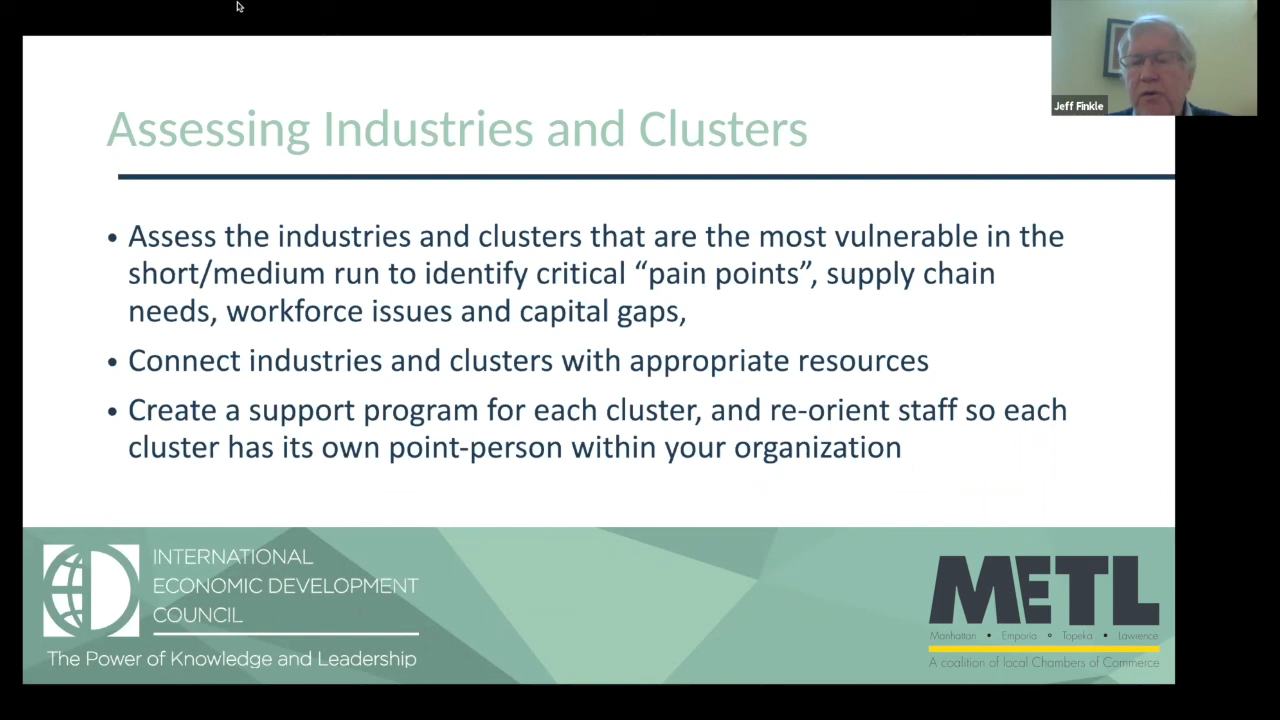 Jeff Finkle
Assessing Industries and Clusters
• Assess the industries and clusters that are the most vulnerable in the
short/medium run to identify critical “pain points”, supply chain
needs, workforce issues and capital gaps,
• Connect industries and clusters with appropriate resources
• Create a support program for each cluster, and re-orient staff so each
cluster has its own point-person within your organization
INTERNATIONAL
ECONOMIC DEVELOPMENT
COUNCIL
The Power of Knowledge and Leadership
METL
Manhattan • Emporia • Topeka • Lawrence
A coalition of local Chambers of Commerce